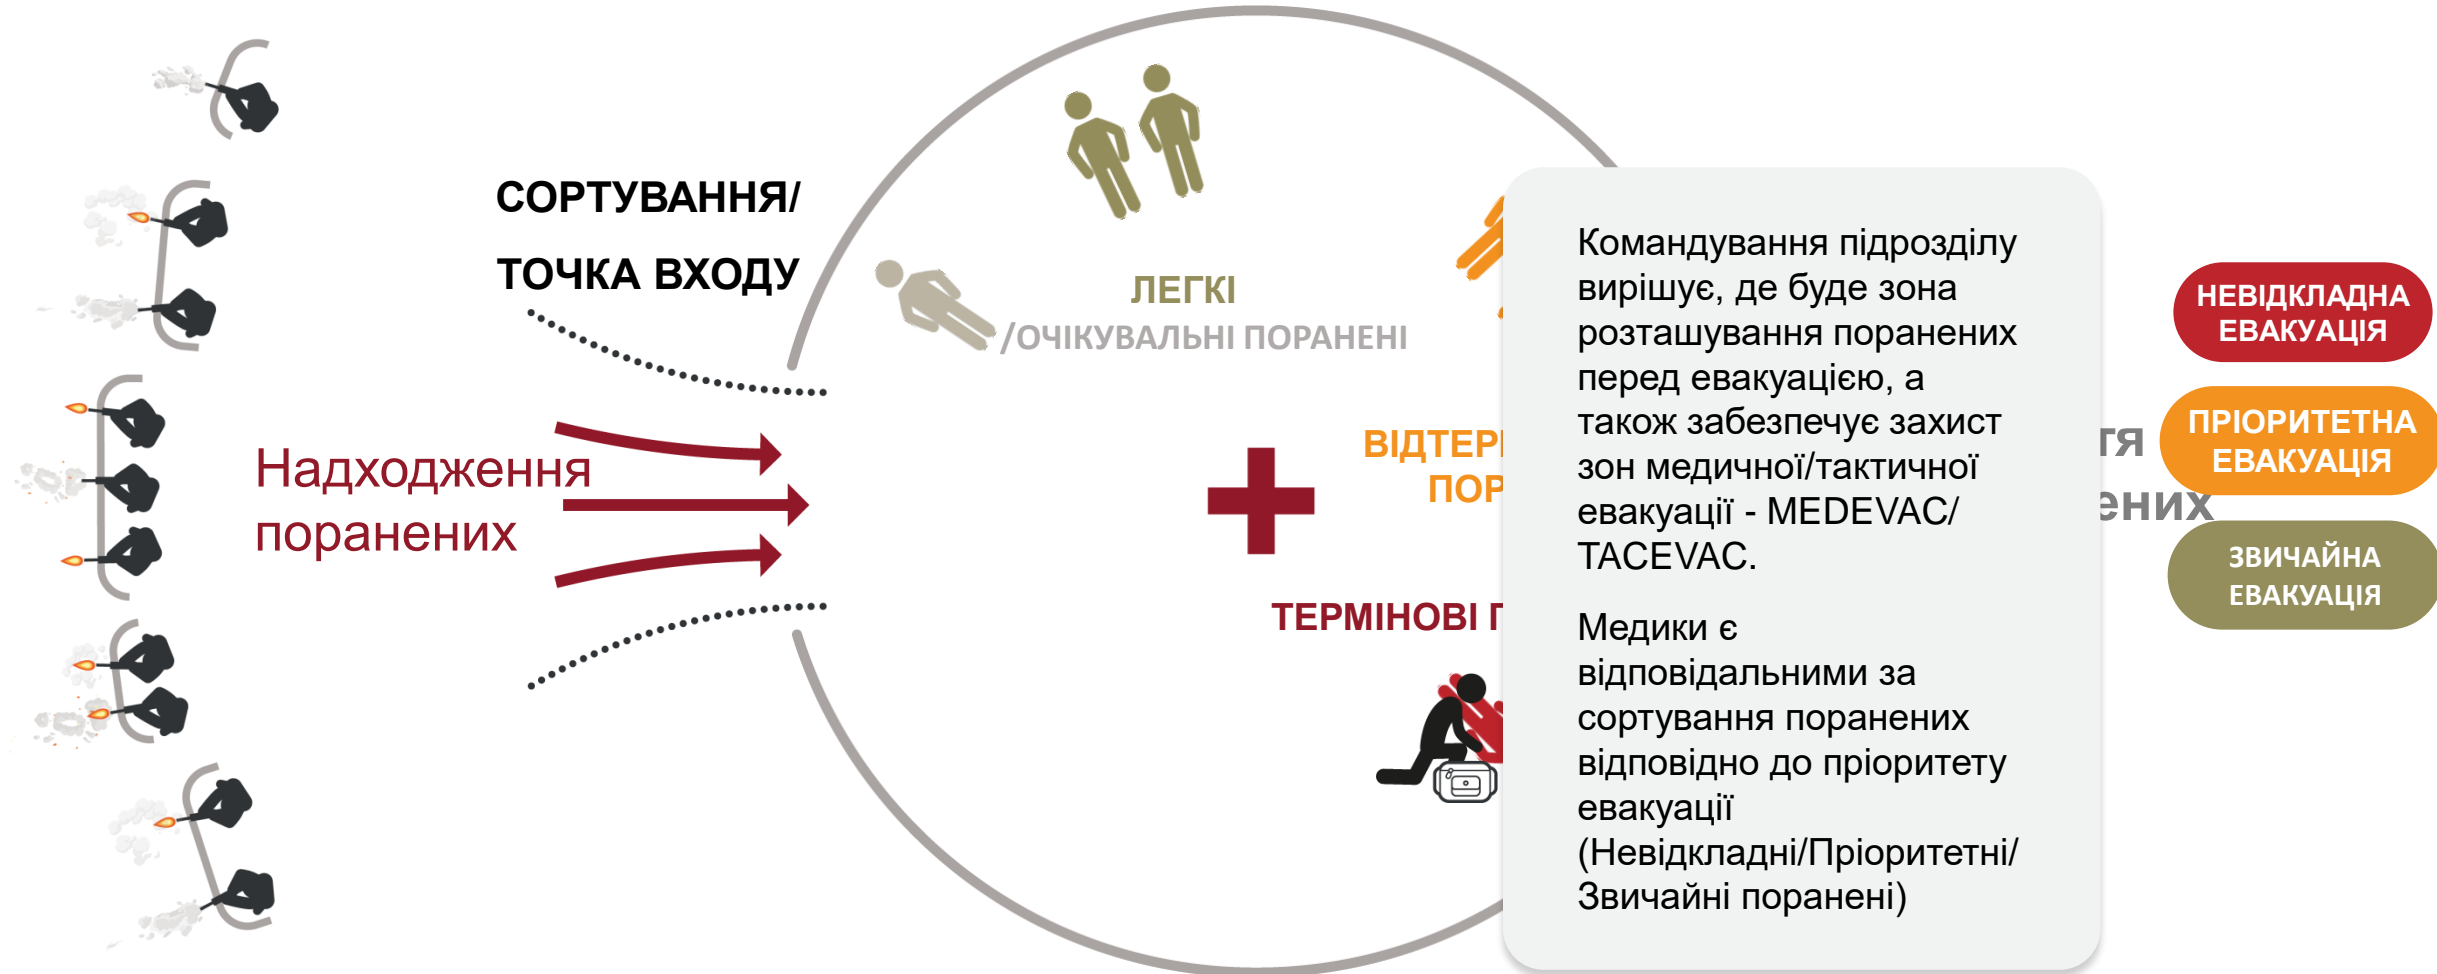 СОРТУВАННЯ/
ТОЧКА ВХОДУ
Надходження
поранених
ЛЕГКІ
/ОЧІКУВАЛЬНІ ПОРАНЕНІ
ТЕРМІНОВІ
Командування підрозділу
вирішує, де буде зона
розташування поранених
перед евакуацією, а
також забезпечує захист
зон медичної/тактичної
евакуації - MEDEVAC/
TACEVAC.
Медики є
відповідальними за
сортування поранених
відповідно до пріоритету
евакуації
(Невідкладні/Пріоритетні/
Звичайні поранені)
НЕВІДКЛАДНА
ЕВАКУАЦІЯ
ПРІОРИТЕТНА
ЕВАКУАЦІЯ
ЗВИЧАЙНА
ЕВАКУАЦІЯ